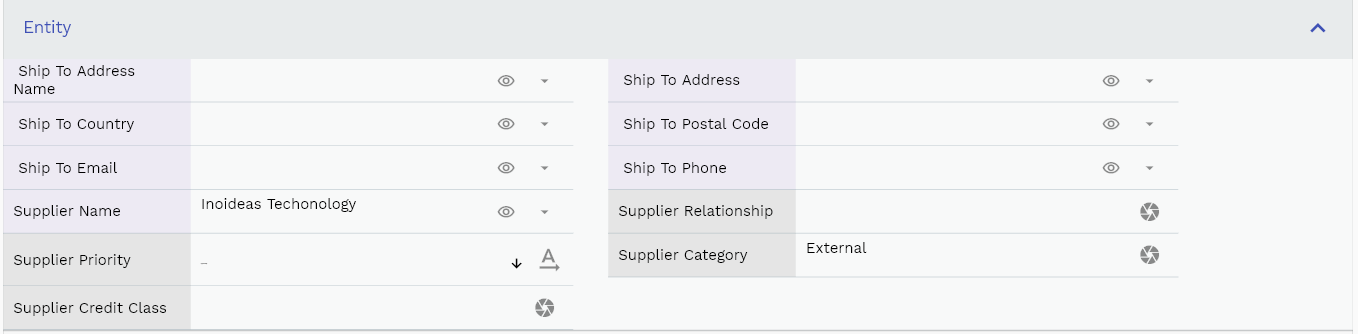 Entity
Ship To Address
Name
Ship To Address
Ship To Country
Ship To Postal Code
Ship To Email
Ship To Phone
Supplier Name
Inoideas Techonology
Supplier Relationship
Supplier Priority
–
Supplier Category
External
Supplier Credit Class